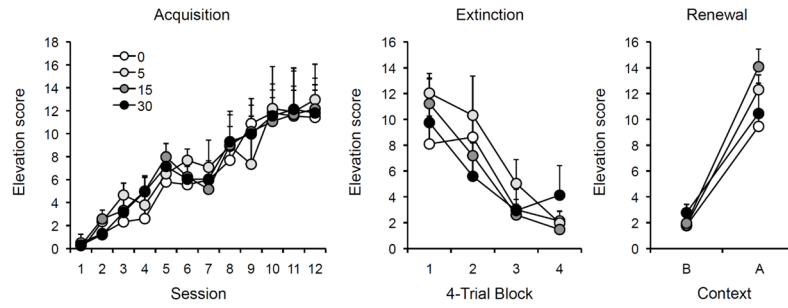 Acquisition
Extinction
Renewal
18
16
14
12
10
8
6
4
2
0
Elevation score
0
5
15
30
1 2 3 4 5 6 7 8 9 10 11 12
Session
16
14
12
10
8
6
4
2
0
Elevation score
1 2 3 4
4-Trial Block
16
14
12
10
8
6
4
2
0
Elevation score
B A
Context